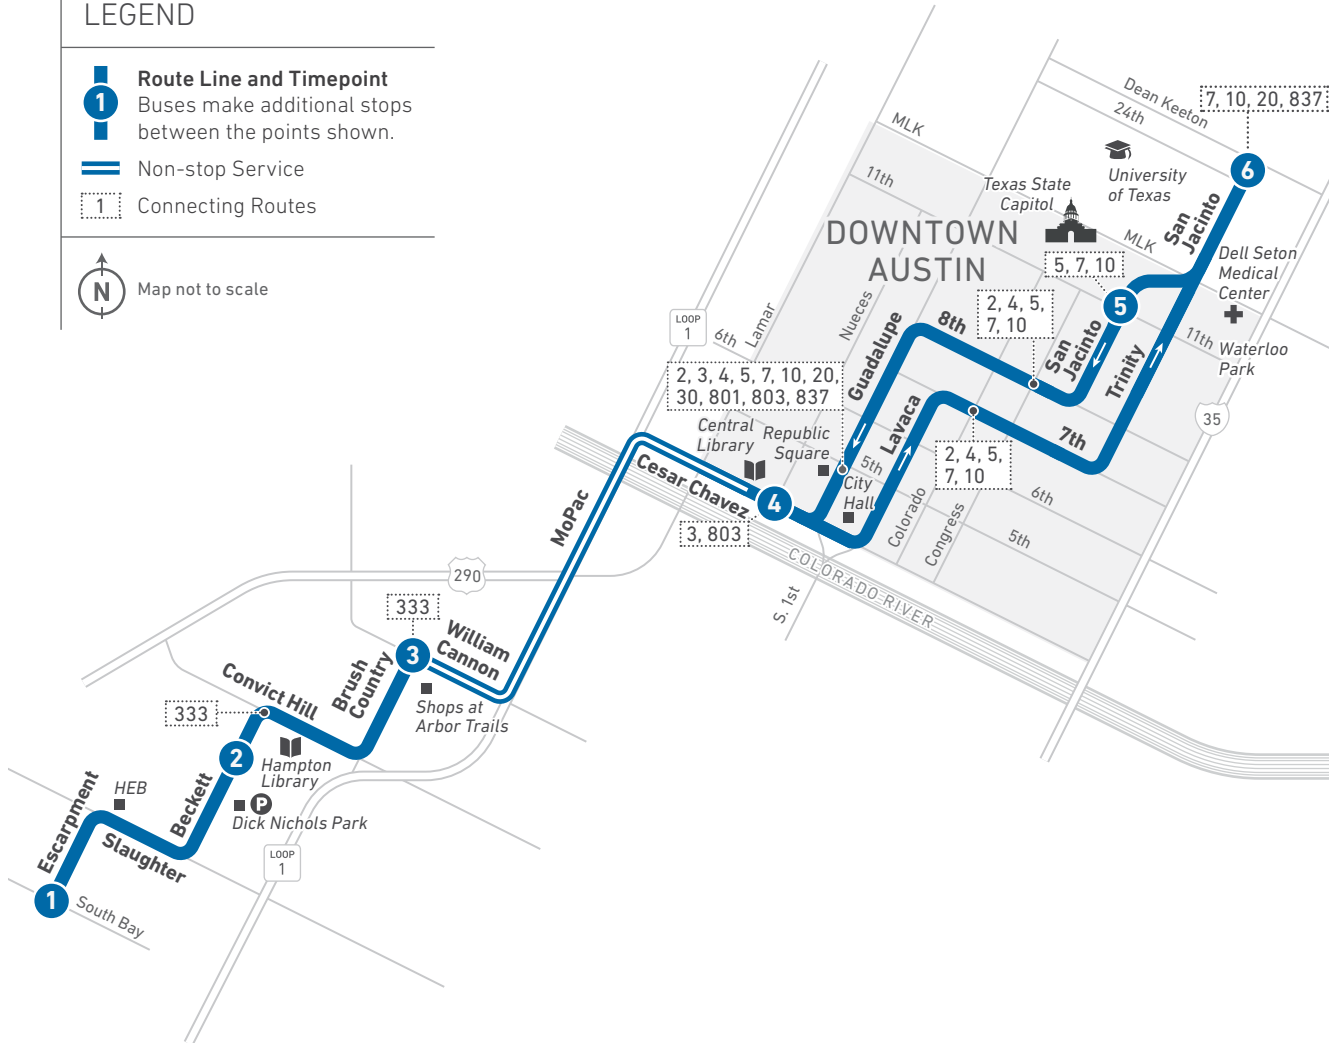 LEGEND
1
Route Line and Timepoint
Buses make additional stops
between the points shown.
Non-stop Service
1
Connecting Routes
N
Map not to scale
Dean Keeton
24th
7, 10, 20, 837
6
MLK
11th
University
of Texas
Texas State
Capitol
San
Jacinto
MLK
DOWNTOWN
AUSTIN
5, 7, 10
5
Dell Seton
Medical
Center
11th
Waterloo
Park
2, 4, 5,
7, 10
8th
San
Jacinto
Trinity
35
LOOP
1
6th
Lamar
Nueces
Guadalupe
2, 3, 4, 5, 7, 10, 20,
30, 801, 803, 837
Lavaca
7th
2, 4, 5,
7, 10
Central
Library
Republic
Square
5th
City
Hall
6th
5th
Colorado
Congress
Cesar Chavez
4
3, 803
COLORADO RIVER
S. 1st
MoPac
290
333
3
William
Cannon
Brush
Country
Shops at
Arbor Trails
Convict Hill
333
2
Hampton
Library
Beckett
P
Dick Nichols Park
HEB
Escarpment
Slaughter
LOOP
1
1
South Bay